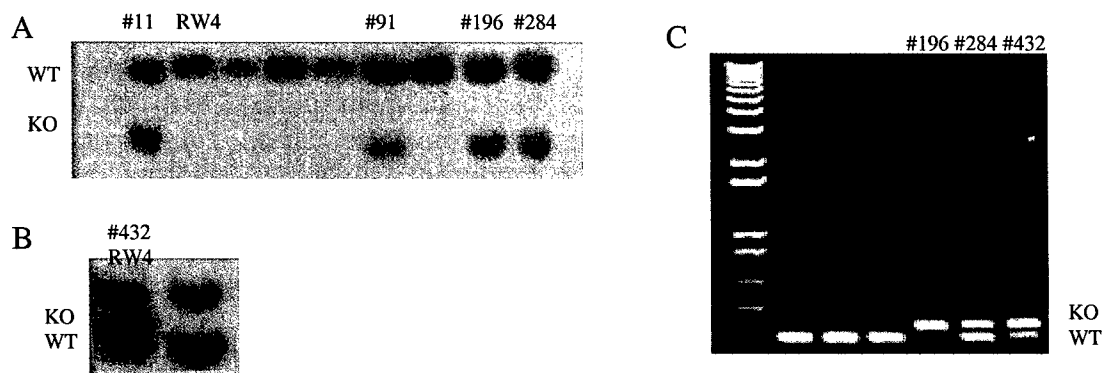 A
#11 RW4 #91 #196 #284
WT
KO
B
#432
RW4
KO
WT
C
#196 #284 #432
KO
WT